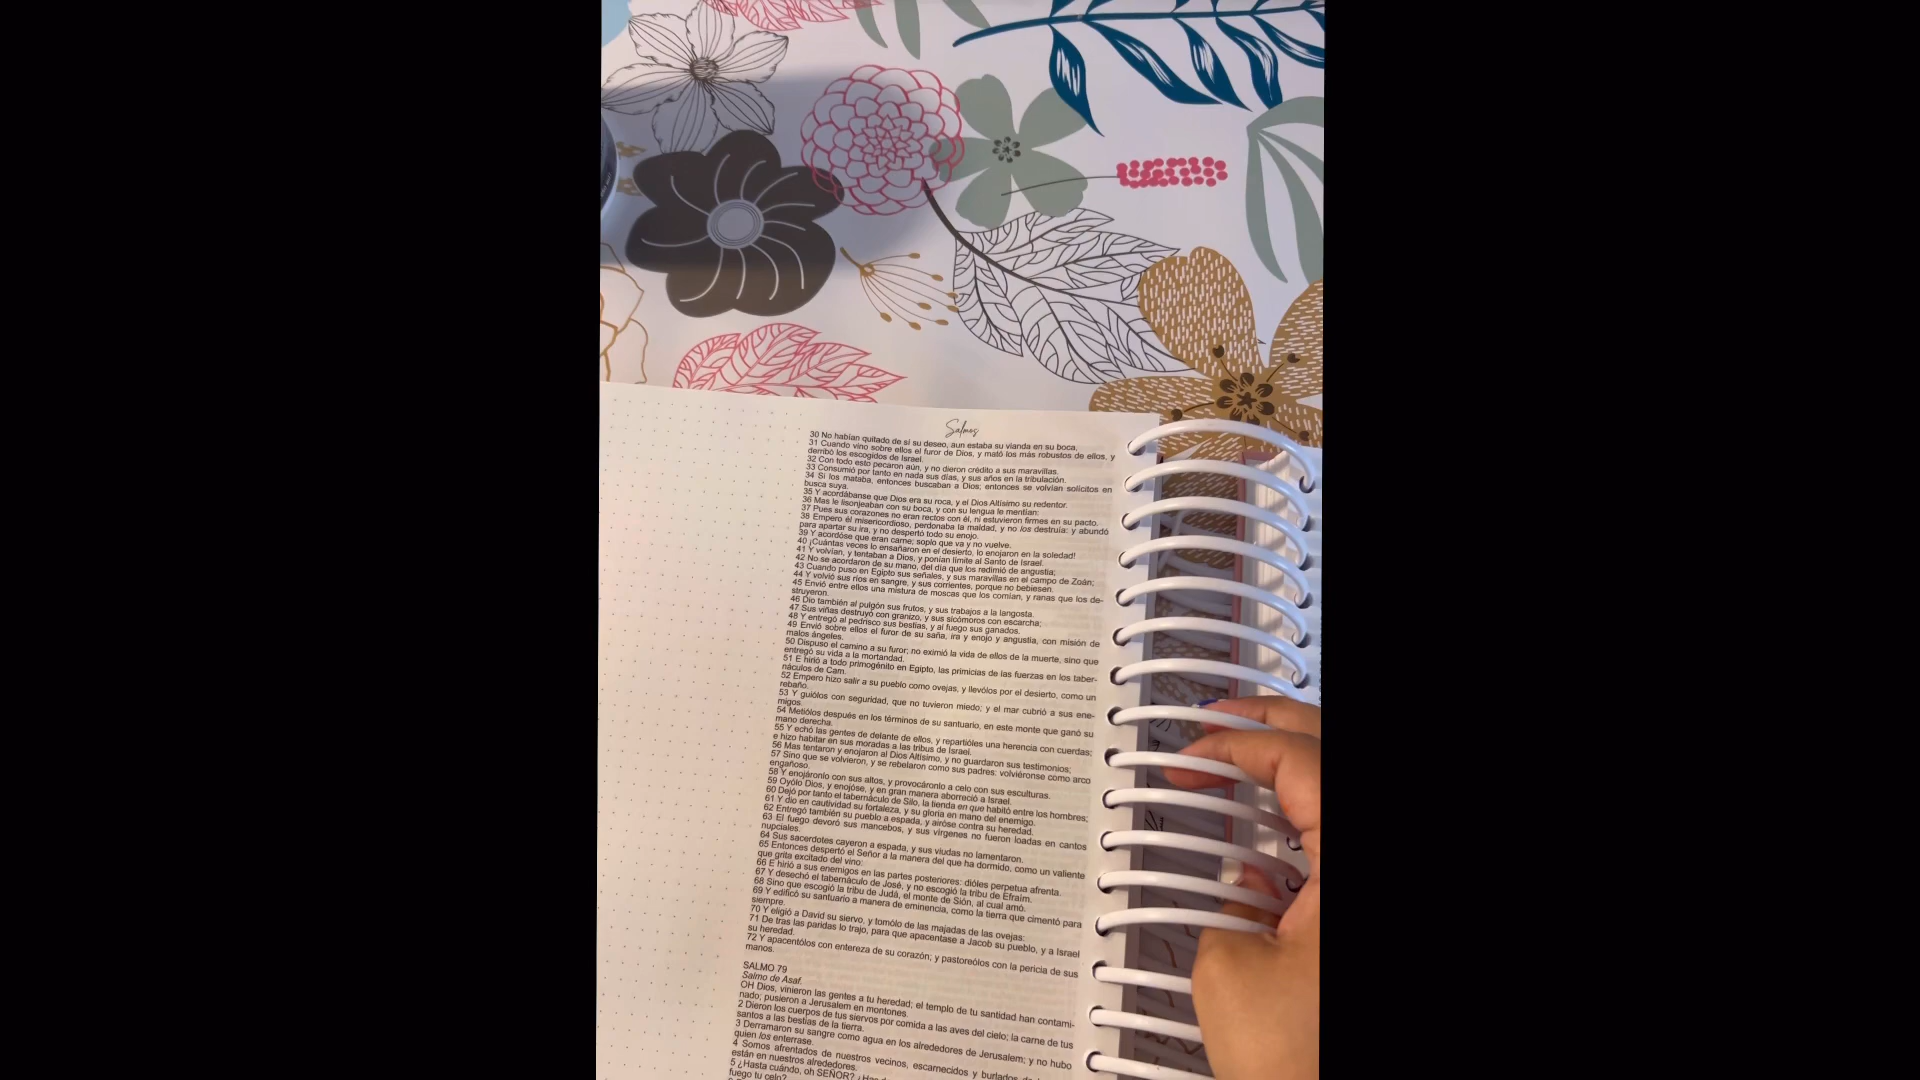 Salmos
30 No habían quitado de sí su deseo, aun estaba su vianda en su boca,
31 Cuando vino sobre ellos el furor de Dios, y mató los más robustos de ellos, y
derribó los escogidos de Israel.
32 Con todo esto pecaron aún, y no dieron crédito a sus maravillas.
33 Consumió por tanto en nada sus días, y sus años en la tribulación.
34 Si los mataba, entonces buscaban a Dios; entonces se volvían solícitos en
busca suya.
35 Y acordábanse que Dios era su roca, y el Dios Altísimo su redentor.
36 Mas le lisonjeaban con su boca, y con su lengua le mentían:
37 Pues sus corazones no eran rectos con él, ni estuvieron firmes en su pacto.
38 Empero él misericordioso, perdonaba la maldad, y no los destruía: y abundó
para apartar su ira, y no despertó todo su enojo.
39 Y acordóse que eran carne; soplo que va y no vuelve.
40 ¡Cuántas veces lo ensañaron en el desierto, lo enojaron en la soledad!
41 Y volvían, y tentaban a Dios, y ponían límite al Santo de Israel.
42 No se acordaron de su mano, del día que los redimió de angustia;
43 Cuando puso en Egipto sus señales, y sus maravillas en el campo de Zoán;
44 Y volvió sus ríos en sangre, y sus corrientes, porque no bebiesen.
45 Envió entre ellos una mistura de moscas que los comían, y ranas que los de-
struyeron.
46 Dio también al pulgón sus frutos, y sus trabajos a la langosta.
47 Sus viñas destruyó con granizo, y sus sicómoros con escarcha;
48 Y entregó al pedrisco sus bestias, y al fuego sus ganados.
49 Envió sobre ellos el furor de su saña, ira y enojo y angustia, con misión de
malos ángeles.
50 Dispuso el camino a su furor; no eximió la vida de ellos de la muerte, sino que
entregó su vida a la mortandad.
51 E hirió a todo primogénito en Egipto, las primicias de las fuerzas en los taber-
náculos de Cam.
52 Empero hizo salir a su pueblo como ovejas, y llevólos por el desierto, como un
rebaño.
53 Y guiólos con seguridad, que no tuvieron miedo; y el mar cubrió a sus ene-
migos.
54 Metiólos después en los términos de su santuario, en este monte que ganó su
mano derecha.
55 Y echó las gentes de delante de ellos, y repartióles una herencia con cuerdas;
e hizo habitar en sus moradas a las tribus de Israel.
56 Mas tentaron y enojaron al Dios Altísimo, y no guardaron sus testimonios;
57 Sino que se volvieron, y se rebelaron como sus padres: volviéronse como arco
engañoso.
58 Y enojáronlo con sus altos, y provocáronlo a celo con sus esculturas.
59 Oyólo Dios, y enojóse, y en gran manera aborreció a Israel.
60 Dejó por tanto el tabernáculo de Silo, la tienda en que habitó entre los hombres;
61 Y dio en cautividad su fortaleza, y su gloria en mano del enemigo.
62 Entregó también su pueblo a espada, y airóse contra su heredad.
63 El fuego devoró sus mancebos, y sus vírgenes no fueron loadas en cantos
nupciales.
64 Sus sacerdotes cayeron a espada, y sus viudas no lamentaron.
65 Entonces despertó el Señor a la manera del que ha dormido, como un valiente
que grita excitado del vino:
66 E hirió a sus enemigos en las partes posteriores: dióles perpetua afrenta.
67 Y desechó el tabernáculo de José, y no escogió la tribu de Efraim.
68 Sino que escogió la tribu de Judá, el monte de Sión, al cual amó.
69 Y edificó su santuario a manera de eminencia, como la tierra que cimentó para
siempre.
70 Y eligió a David su siervo, y tomólo de las majadas de las ovejas:
71 De tras las paridas lo trajo, para que apacentase a Jacob su pueblo, y a Israel
su heredad.
72 Y apacentólos con entereza de su corazón; y pastoreólos con la pericia de sus
manos.
SALMO 79
Salmo de Asaf.
OH Dios, vinieron las gentes a tu heredad; el templo de tu santidad han contami-
nado; pusieron a Jerusalem en montones.
2 Dieron los cuerpos de tus siervos por comida a las aves del cielo; la carne de tus
santos a las bestias de la tierra.
3 Derramaron su sangre como agua en los alrededores de Jerusalem; y no hubo
quien los enterrase.
4 Somos afrentados de nuestros vecinos, escarnecidos y burlados
están en nuestros alrededores.
5 ¿Hasta cuándo, oh SEÑOR?
fuego tu celo?